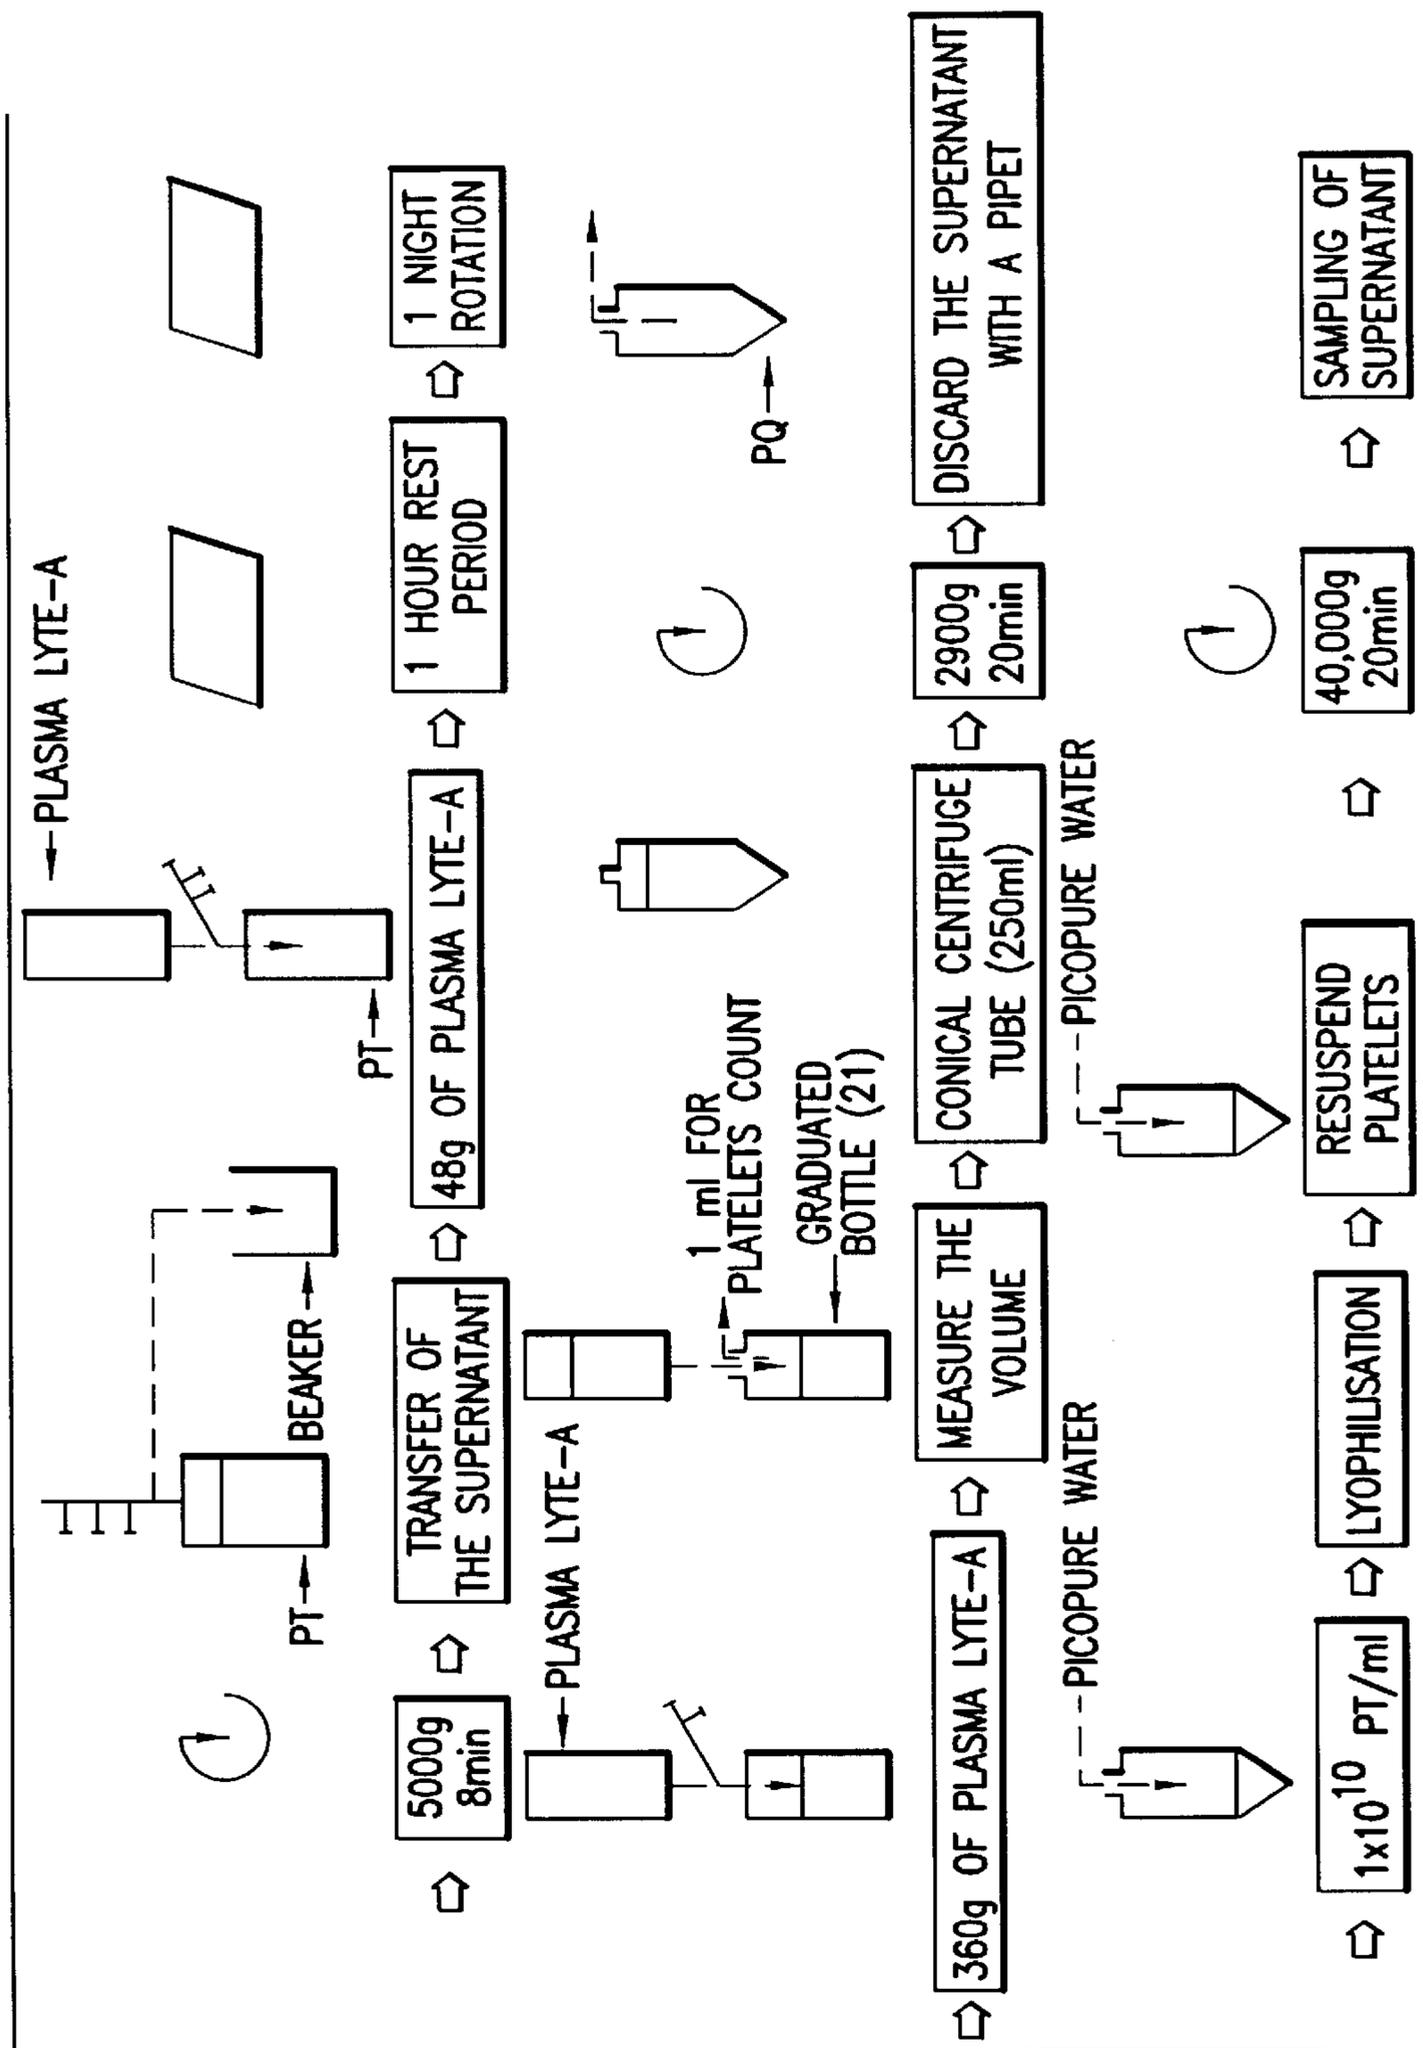 PLASMA LYTE-A
PT
BEAKER
PT
5000g
8min
TRANSFER OF
THE SUPERNATANT
48g OF PLASMA LYTE-A
1 HOUR REST
PERIOD
1 NIGHT
ROTATION
PLASMA LYTE-A
1 ml FOR
PLATELETS COUNT
GRADUATED
BOTTLE (21)
PQ
360g OF PLASMA LYTE-A
MEASURE THE
VOLUME
CONICAL CENTRIFUGE
TUBE (250ml)
2900g
20min
DISCARD THE SUPERNATANT
WITH A PIPET
PICOPURE WATER
PICOPURE WATER
1x10¹⁰ PT/ml
LYOPHILISATION
RESUSPEND
PLATELETS
40,000g
20min
SAMPLING OF
SUPERNATANT